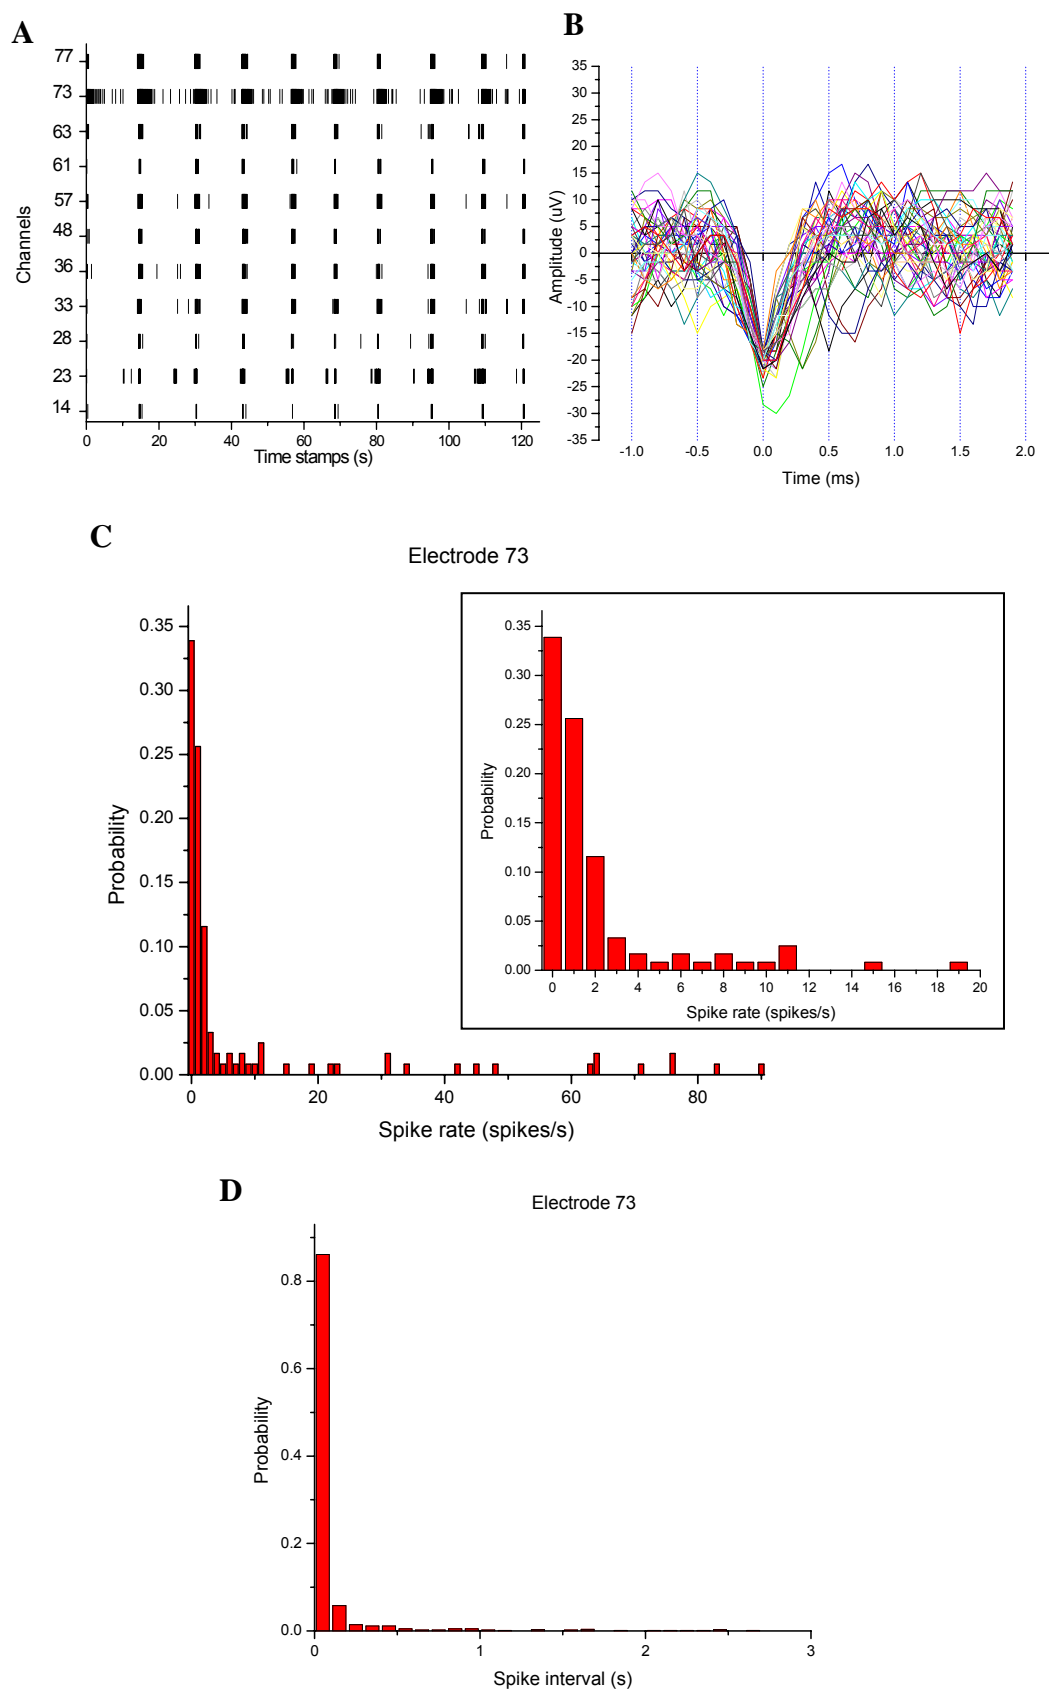 A
Channels
77
73
63
61
57
48
36
33
28
23
14
0 20 40 60 80 100 120
Time stamps (s)
B
Amplitude (uV)
35
30
25
20
15
10
5
0
-5
-10
-15
-20
-25
-30
-35
-1.0 -0.5 0.0 0.5 1.0 1.5 2.0
Time (ms)
C
Electrode 73
Probability
0.35
0.30
0.25
0.20
0.15
0.10
0.05
0.00
0 20 40 60 80
Spike rate (spikes/s)
Probability
0.35
0.30
0.25
0.20
0.15
0.10
0.05
0.00
0 2 4 6 8 10 12 14 16 18 20
Spike rate (spikes/s)
D
Electrode 73
Probability
0.8
0.6
0.4
0.2
0.0
0 1 2 3
Spike interval (s)